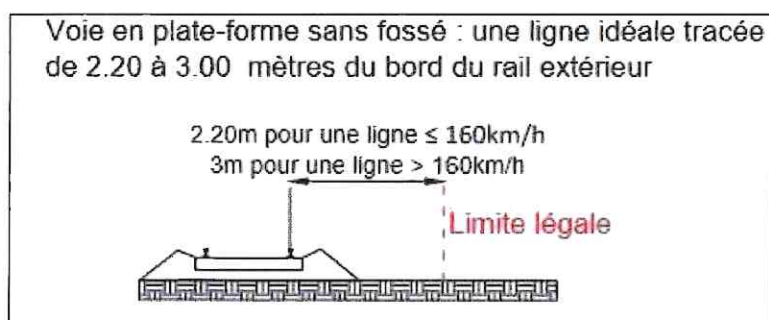 Voie en plate-forme sans fossé : une ligne idéale tracée
de 2.20 à 3.00 mètres du bord du rail extérieur
2.20m pour une ligne ≤ 160km/h
3m pour une ligne > 160km/h
Limite légale